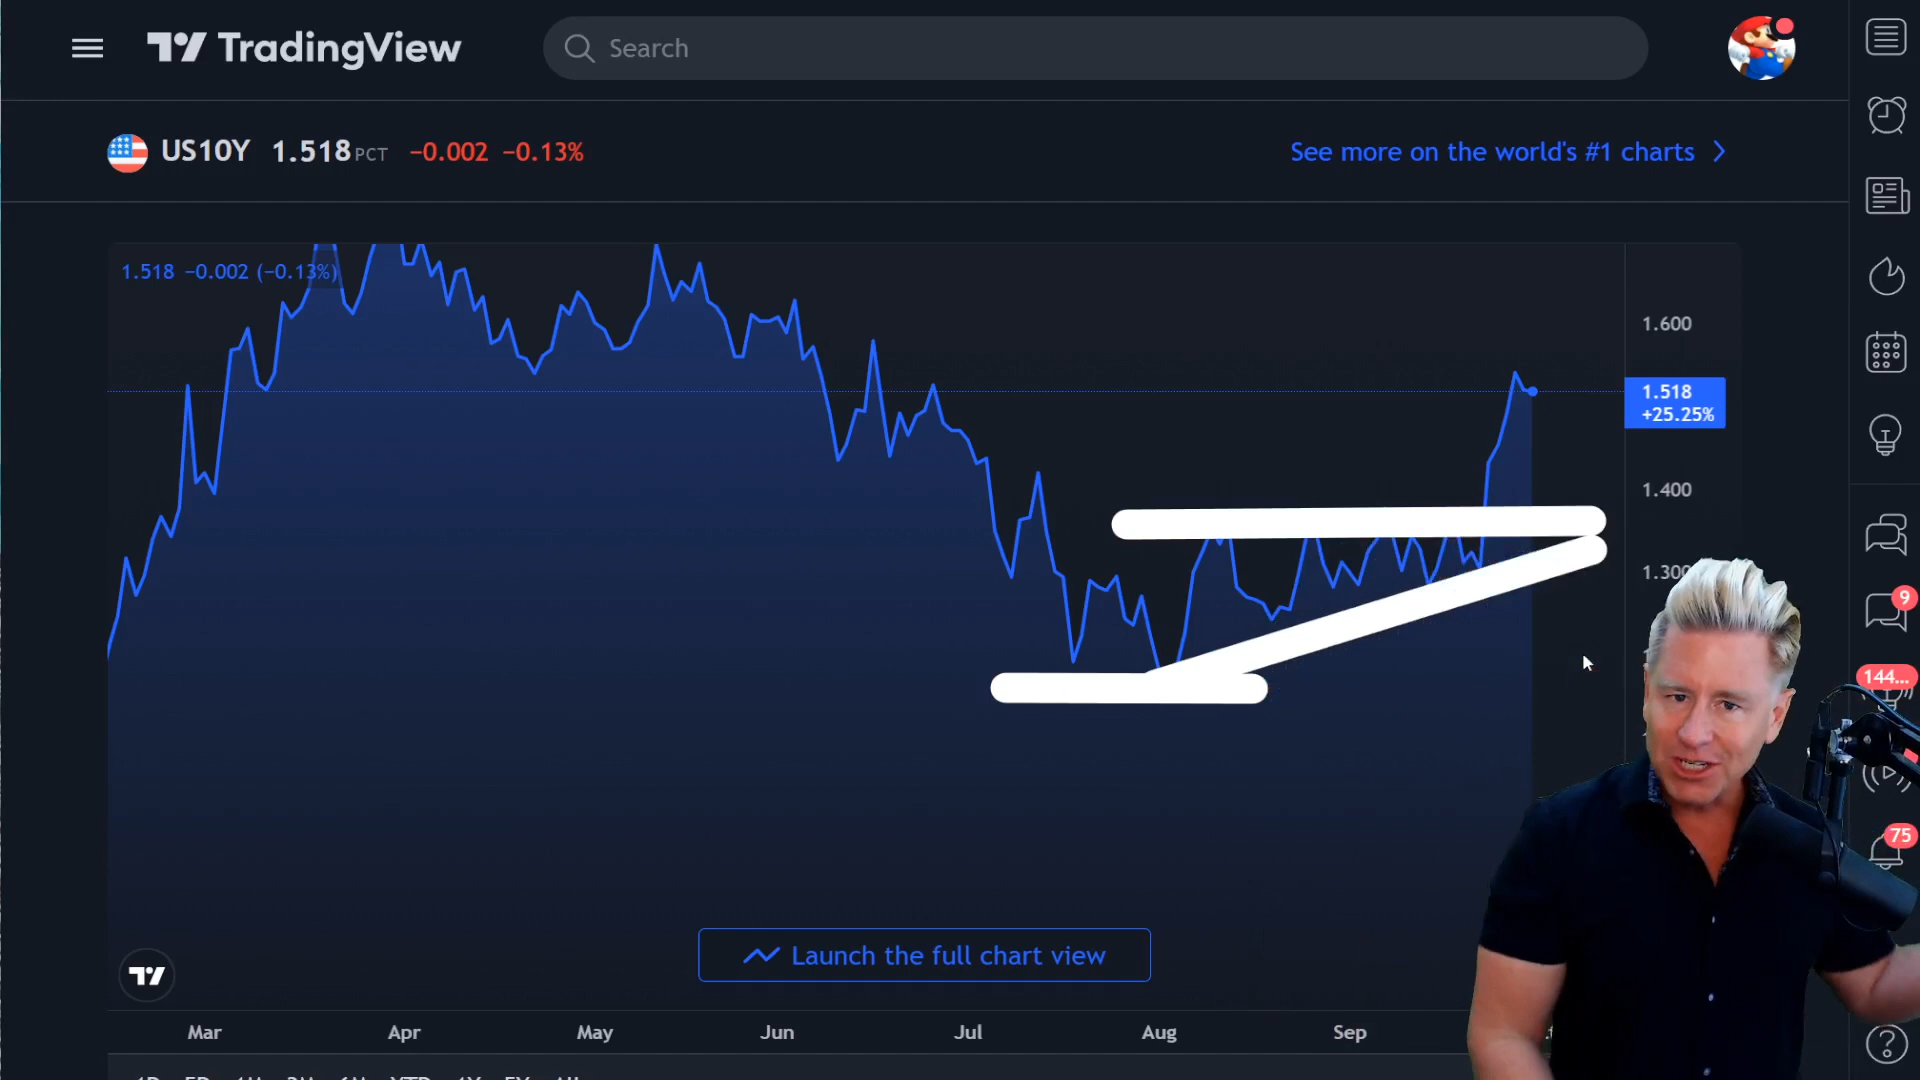 TradingView
Search
US10Y 1.518 PCT −0.002 −0.13%
See more on the world's #1 charts
1.518 −0.002 (−0.13%)
1.600
1.518
+25.25%
1.400
1.300
9
144...
75
Launch the full chart view
Mar Apr May Jun Jul Aug Sep